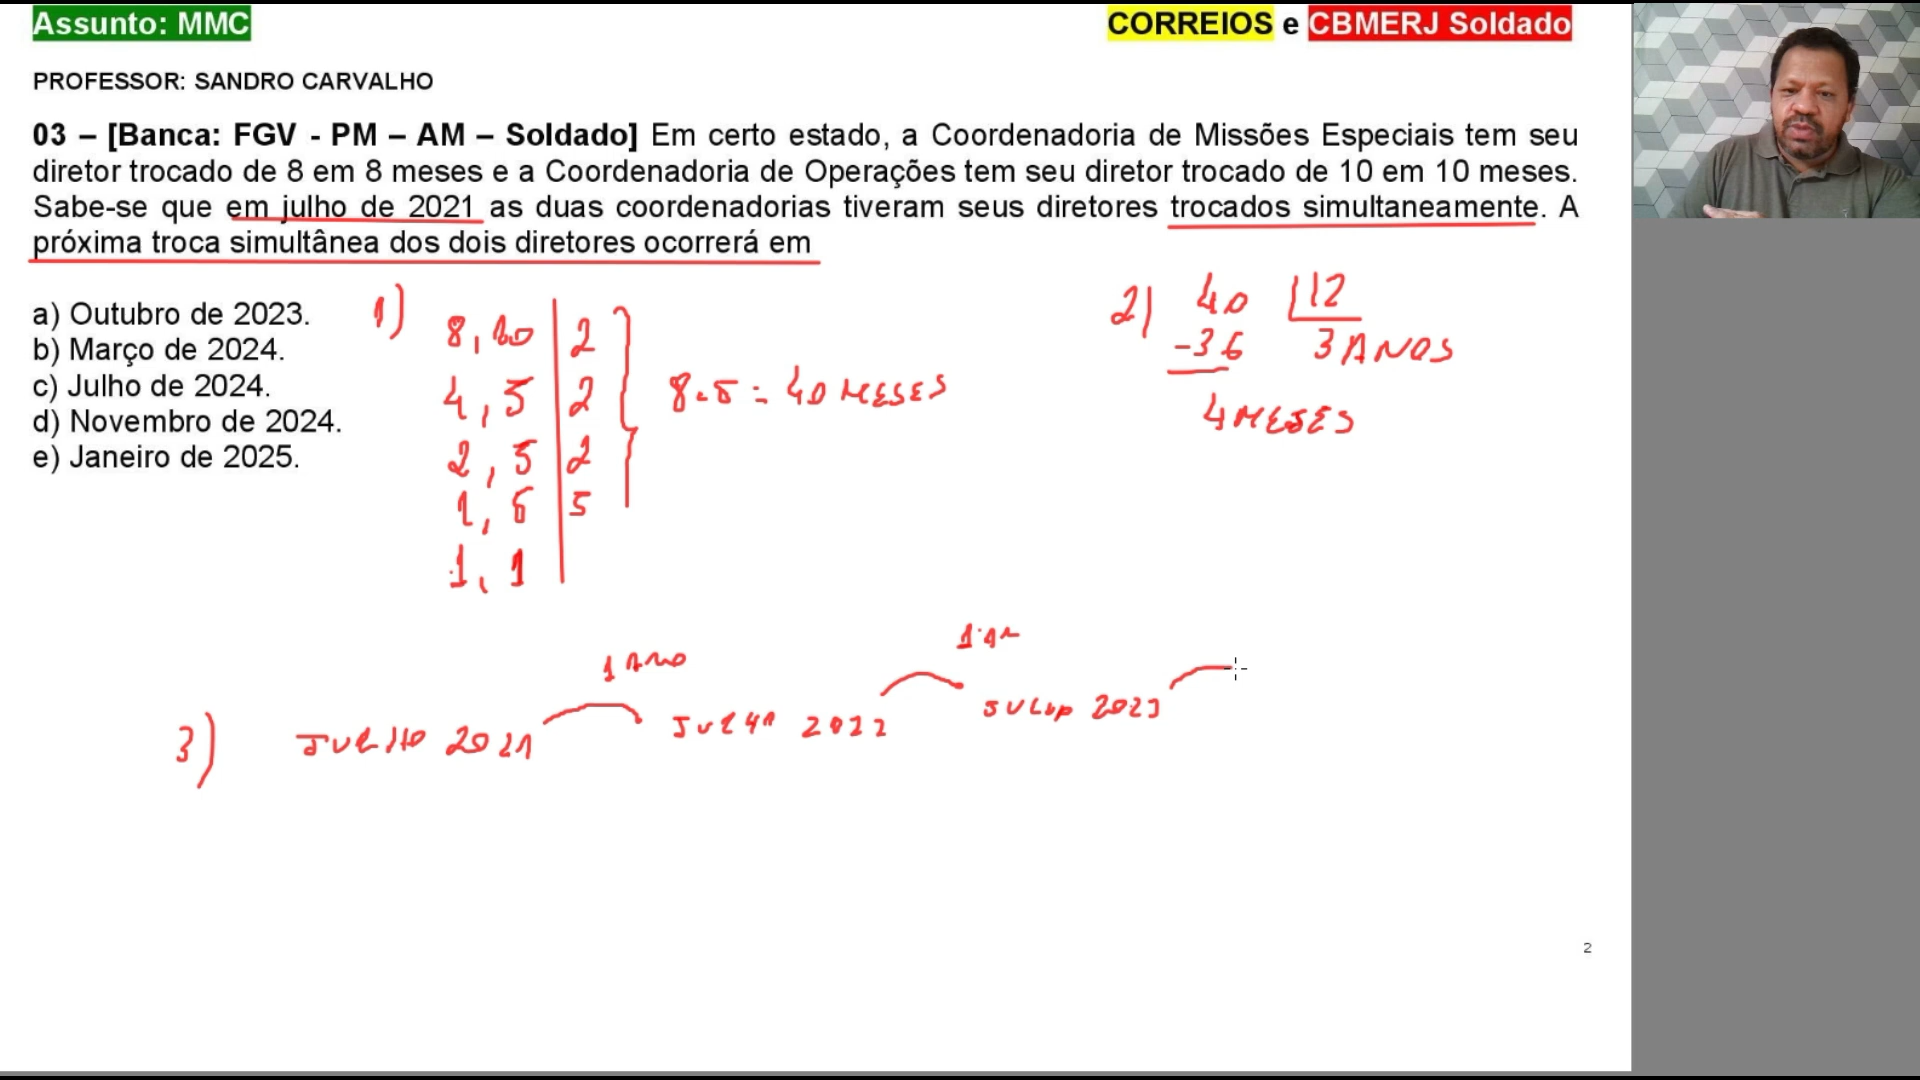 Assunto: MMC
CORREIOS e CBMERJ Soldado
PROFESSOR: SANDRO CARVALHO
03 – [Banca: FGV - PM – AM – Soldado] Em certo estado, a Coordenadoria de Missões Especiais tem seu
diretor trocado de 8 em 8 meses e a Coordenadoria de Operações tem seu diretor trocado de 10 em 10 meses.
Sabe-se que em julho de 2021 as duas coordenadorias tiveram seus diretores trocados simultaneamente. A
próxima troca simultânea dos dois diretores ocorrerá em
a) Outubro de 2023.
b) Março de 2024.
c) Julho de 2024.
d) Novembro de 2024.
e) Janeiro de 2025.
1)
8, 10 2
4, 5 2
2, 5 2
1, 5 5
1, 1
8.5 = 40 MESES
2) 40 12
-36 3 ANOS
4 MESES
1 ANO
1 AN
3) JULHO 2021 JULHO 2022 JULHO 2023
2